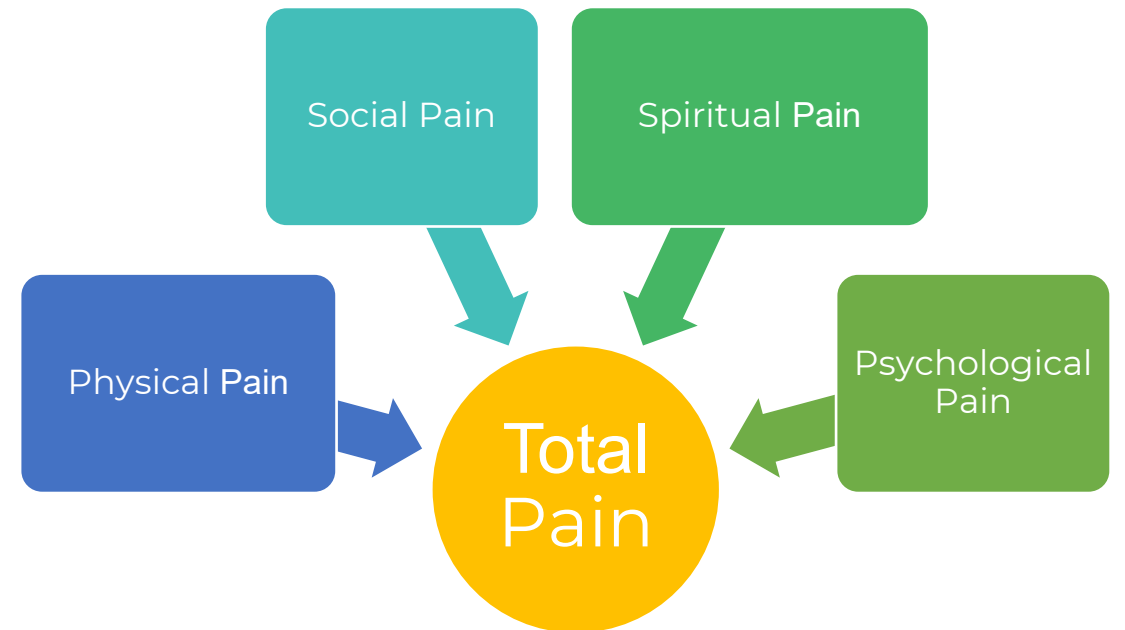 Social Pain
Spiritual Pain
Physical Pain
Psychological
Pain
Total
Pain